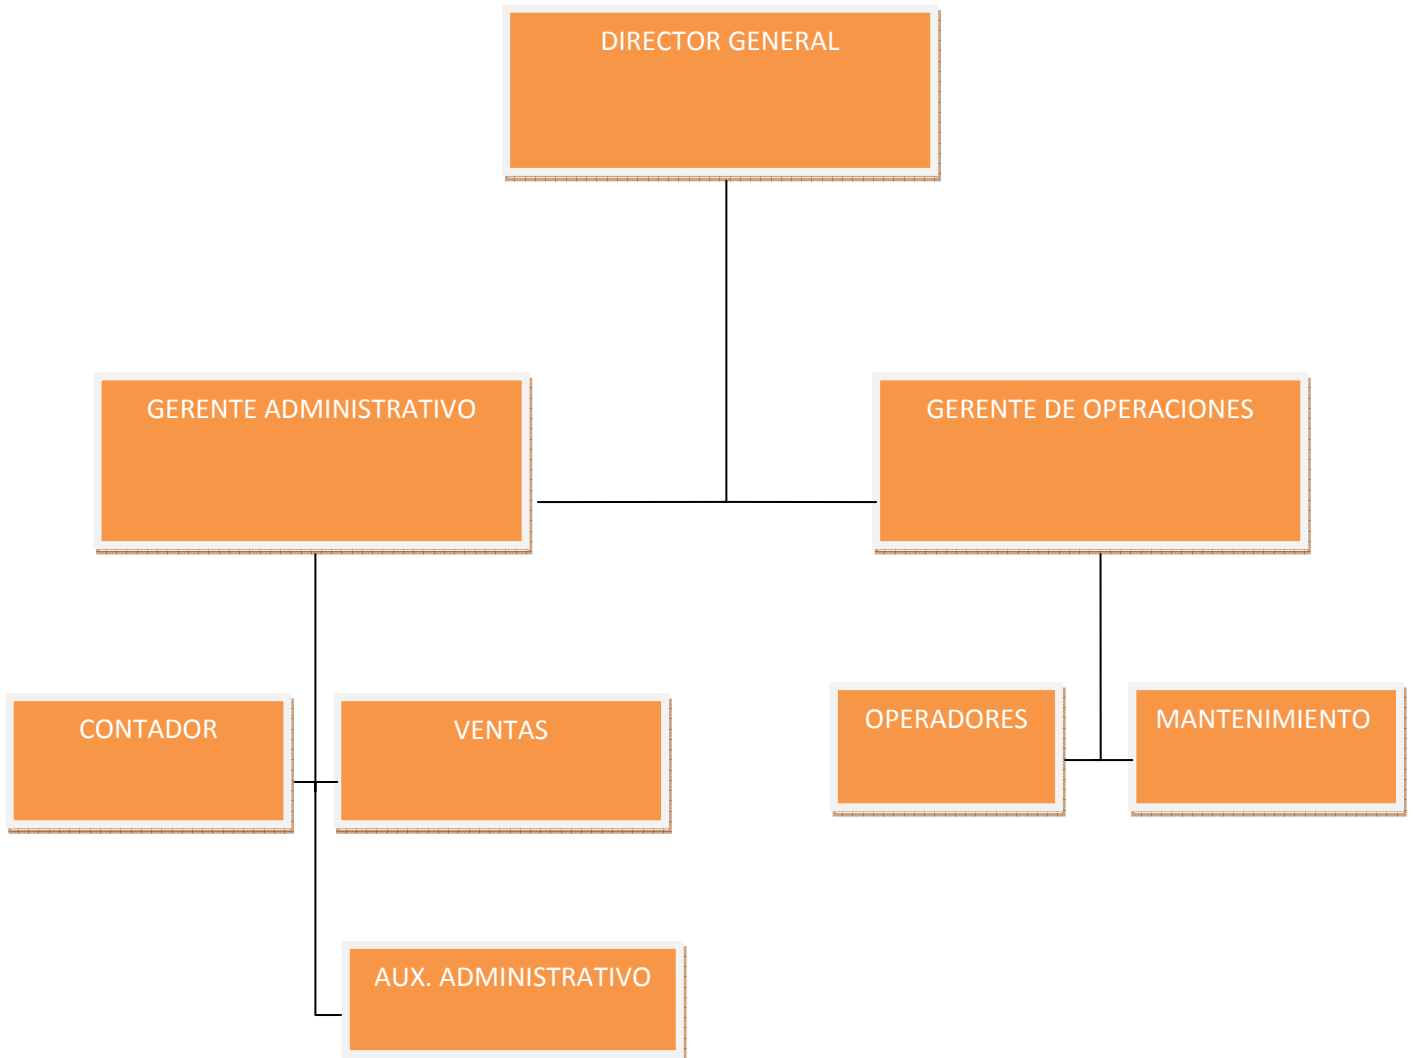 DIRECTOR GENERAL
GERENTE ADMINISTRATIVO
GERENTE DE OPERACIONES
CONTADOR
VENTAS
OPERADORES
MANTENIMIENTO
AUX. ADMINISTRATIVO